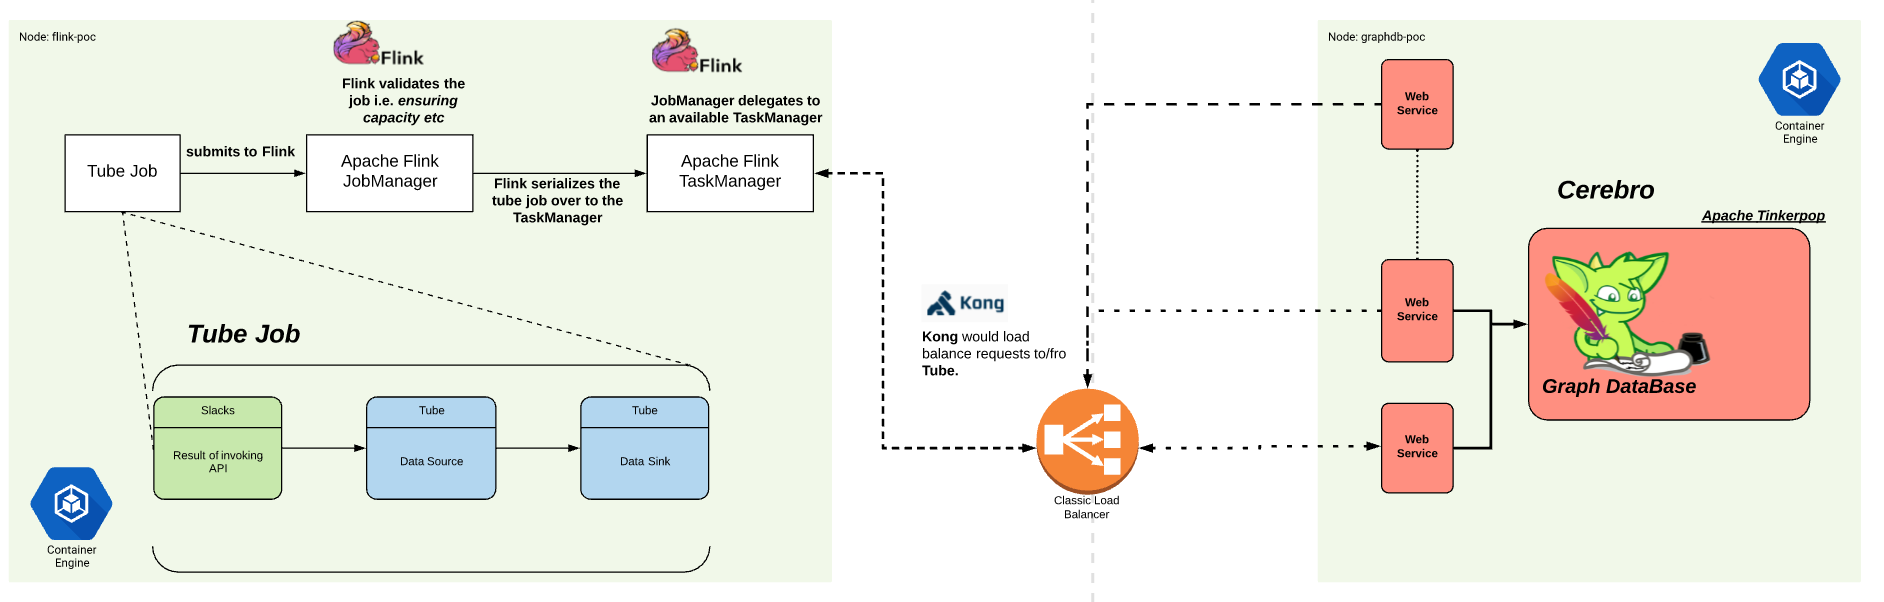 Node: flink-poc
Flink
Flink validates the
job i.e. ensuring
capacity etc
Flink
JobManager delegates to
an available TaskManager
Tube Job
submits to Flink
Apache Flink
JobManager
Flink serializes the
tube job over to the
TaskManager
Apache Flink
TaskManager
Tube Job
Slacks
Result of invoking
API
Tube
Data Source
Tube
Data Sink
Container
Engine
Kong
Kong would load
balance requests to/fro
Tube.
Classic Load
Balancer
Node: graphdb-poc
Web
Service
Container
Engine
Cerebro
Apache Tinkerpop
Web
Service
Graph DataBase
Web
Service